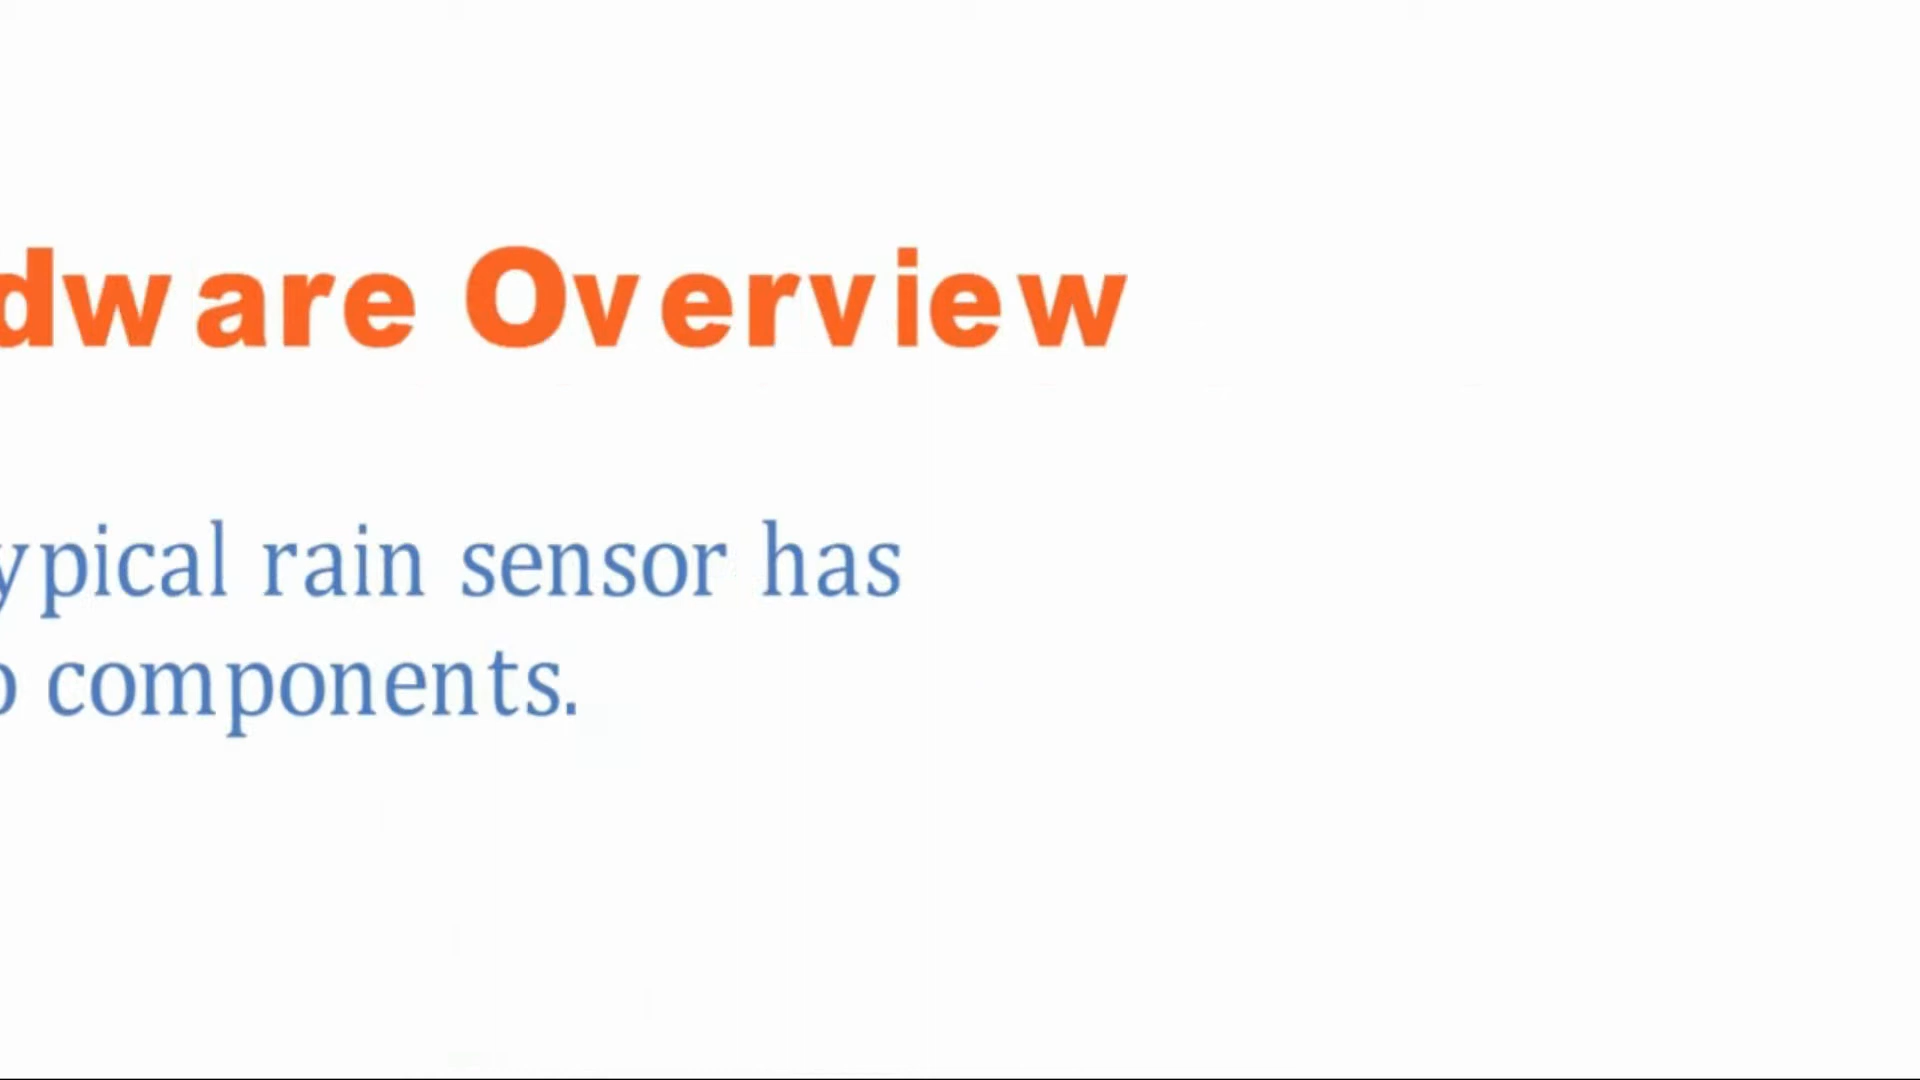 dware Overview
ypical rain sensor has
o components.